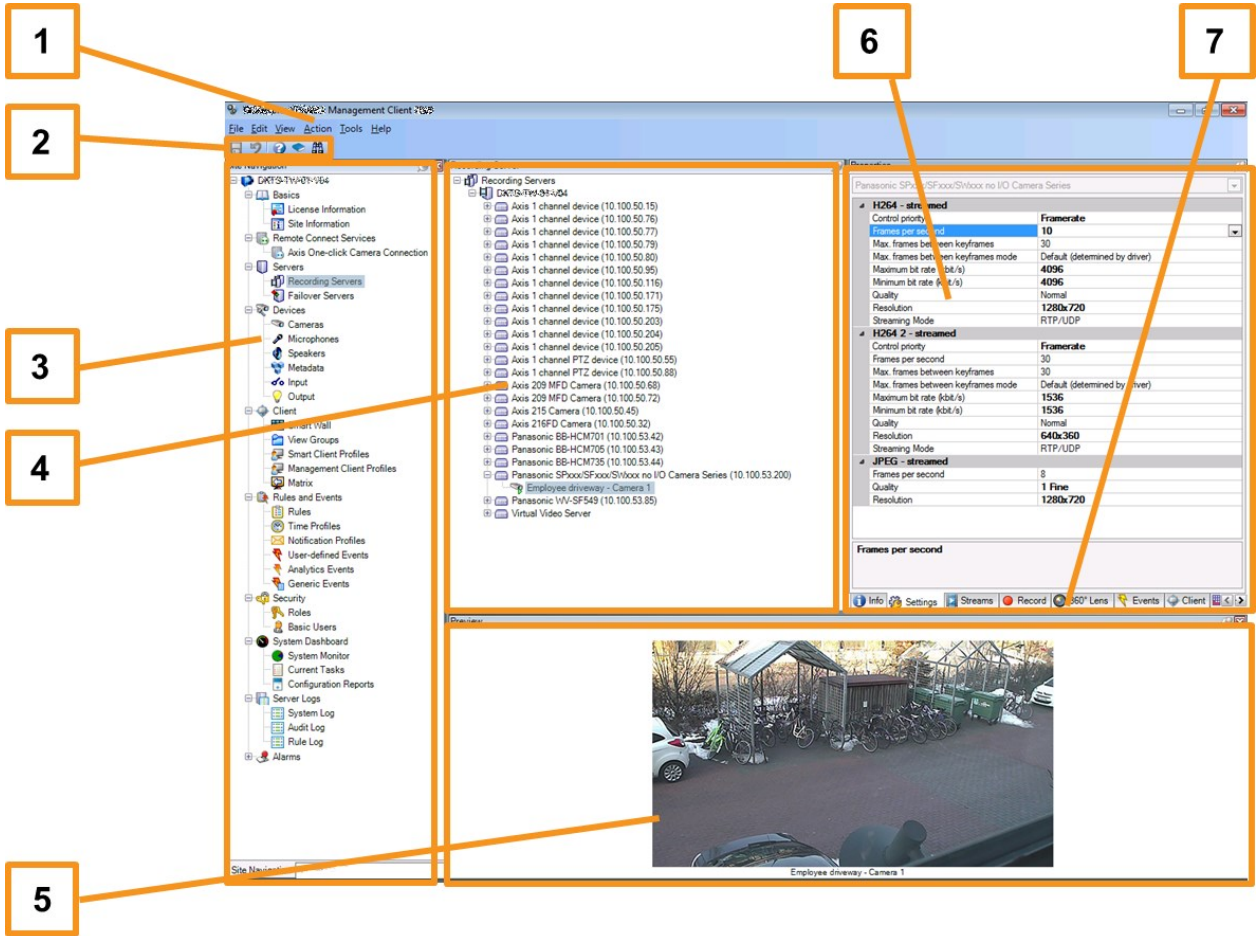 1
6
7
Management Client
File Edit View Action Tools Help
2
Site Navigation
Basics
License Information
Site Information
Remote Connect Services
Axis One-click Camera Connection
Servers
Recording Servers
Failover Servers
Devices
Cameras
Microphones
Speakers
Metadata
Input
Output
Client
Smart Wall
View Groups
Smart Client Profiles
Management Client Profiles
Matrix
Rules and Events
Rules
Time Profiles
Notification Profiles
User-defined Events
Analytics Events
Generic Events
Security
Roles
Basic Users
System Dashboard
System Monitor
Current Tasks
Configuration Reports
Server Logs
System Log
Audit Log
Rule Log
Alarms
Site Navigation
3
4
5
Recording Servers
Axis 1 channel device (10.100.50.15)
Axis 1 channel device (10.100.50.76)
Axis 1 channel device (10.100.50.77)
Axis 1 channel device (10.100.50.79)
Axis 1 channel device (10.100.50.80)
Axis 1 channel device (10.100.50.95)
Axis 1 channel device (10.100.50.116)
Axis 1 channel device (10.100.50.171)
Axis 1 channel device (10.100.50.175)
Axis 1 channel device (10.100.50.203)
Axis 1 channel device (10.100.50.204)
Axis 1 channel device (10.100.50.205)
Axis 1 channel PTZ device (10.100.50.55)
Axis 1 channel PTZ device (10.100.50.88)
Axis 209 MFD Camera (10.100.50.68)
Axis 209 MFD Camera (10.100.50.72)
Axis 215 Camera (10.100.50.45)
Axis 216FD Camera (10.100.50.32)
Panasonic BB-HCM701 (10.100.53.42)
Panasonic BB-HCM705 (10.100.53.43)
Panasonic BB-HCM735 (10.100.53.44)
Panasonic SPxxx/SFxxx/SWxxx no I/O Camera Series (10.100.53.200)
Employee driveway - Camera 1
Panasonic WV-SF549 (10.100.53.85)
Virtual Video Server
Properties
Panasonic SPxxx/SFxxx/SWxxx no I/O Camera Series
H264 - streamed
Control priority Framerate
Frames per second 10
Max. frames between keyframes 30
Max. frames between keyframes mode Default (determined by driver)
Maximum bit rate (kbit/s) 4096
Minimum bit rate (kbit/s) 4096
Quality Normal
Resolution 1280x720
Streaming Mode RTP/UDP
H264 2 - streamed
Control priority Framerate
Frames per second 30
Max. frames between keyframes 30
Max. frames between keyframes mode Default (determined by driver)
Maximum bit rate (kbit/s) 1536
Minimum bit rate (kbit/s) 1536
Quality Normal
Resolution 640x360
Streaming Mode RTP/UDP
JPEG - streamed
Frames per second 8
Quality 1 Fine
Resolution 1280x720
Frames per second
Info Settings Streams Record 360° Lens Events Client
Preview
Employee driveway - Camera 1